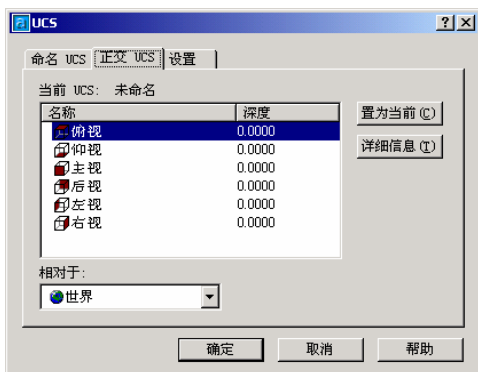 UCS
命名 UCS 正交 UCS 设置
当前 UCS: 未命名
名称 深度
俯视 0.0000
仰视 0.0000
主视 0.0000
后视 0.0000
左视 0.0000
右视 0.0000
置为当前(C)
详细信息(T)
相对于:
世界
确定 取消 帮助